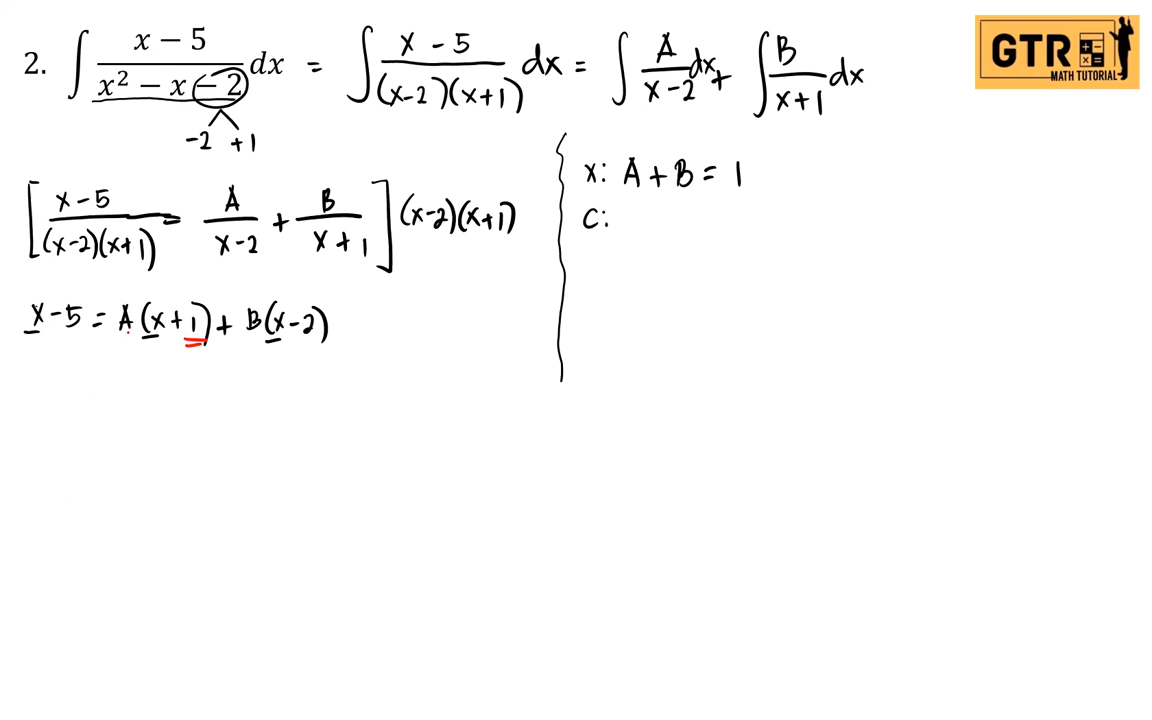 2. ∫ (x − 5)/(x² − x − 2) dx = ∫ (x - 5)/((x-2)(x+1)) dx = ∫ A/(x-2) dx + ∫ B/(x+1) dx
-2 +1
GTR
MATH TUTORIAL
[(x-5)/((x-2)(x+1)) = A/(x-2) + B/(x+1)] (x-2)(x+1)
x-5 = A(x+1) + B(x-2)
x: A + B = 1
C: